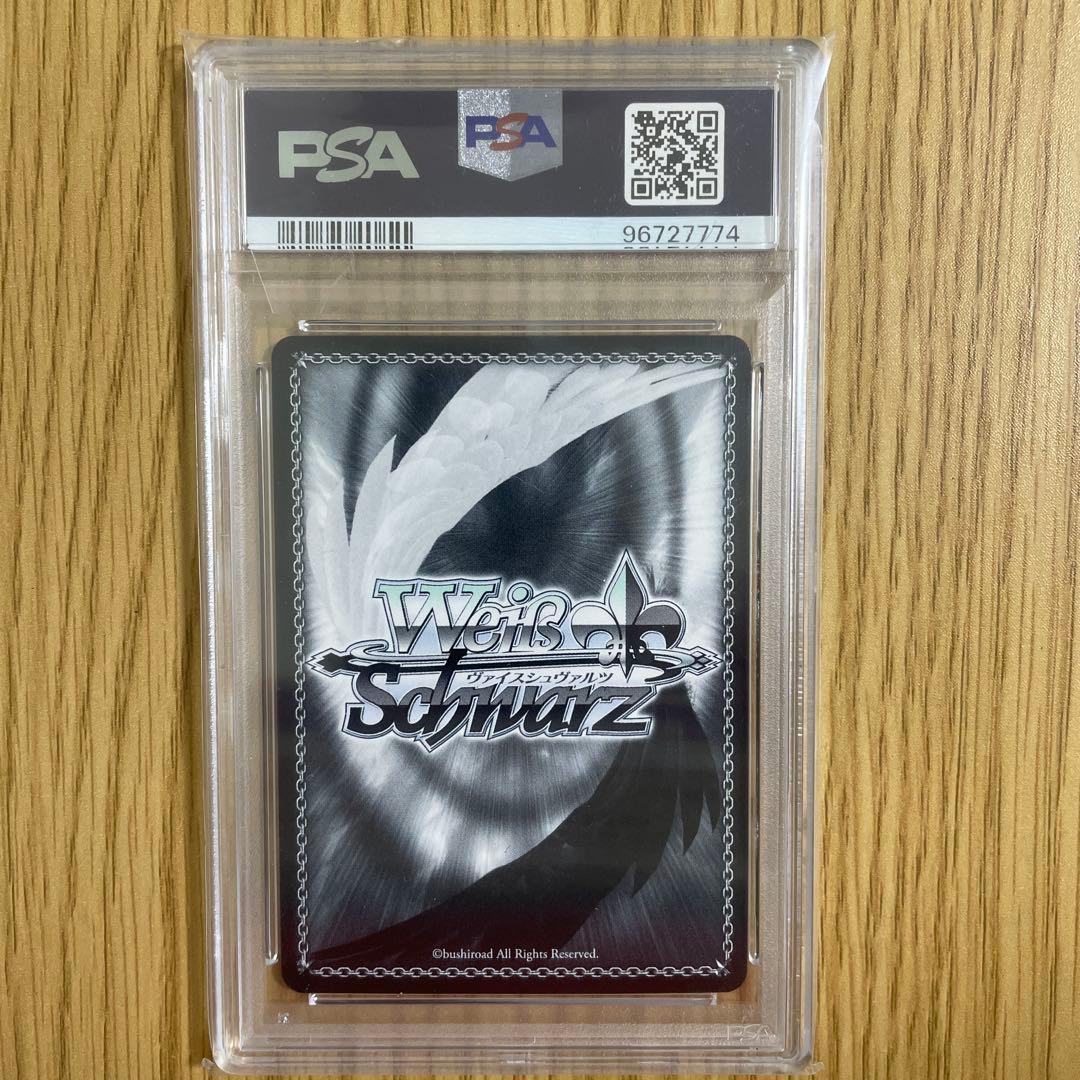 PSA
PSA
96727774
Weiß
ヴァイスシュヴァルツ
Schwarz
©bushiroad All Rights Reserved.
PSA